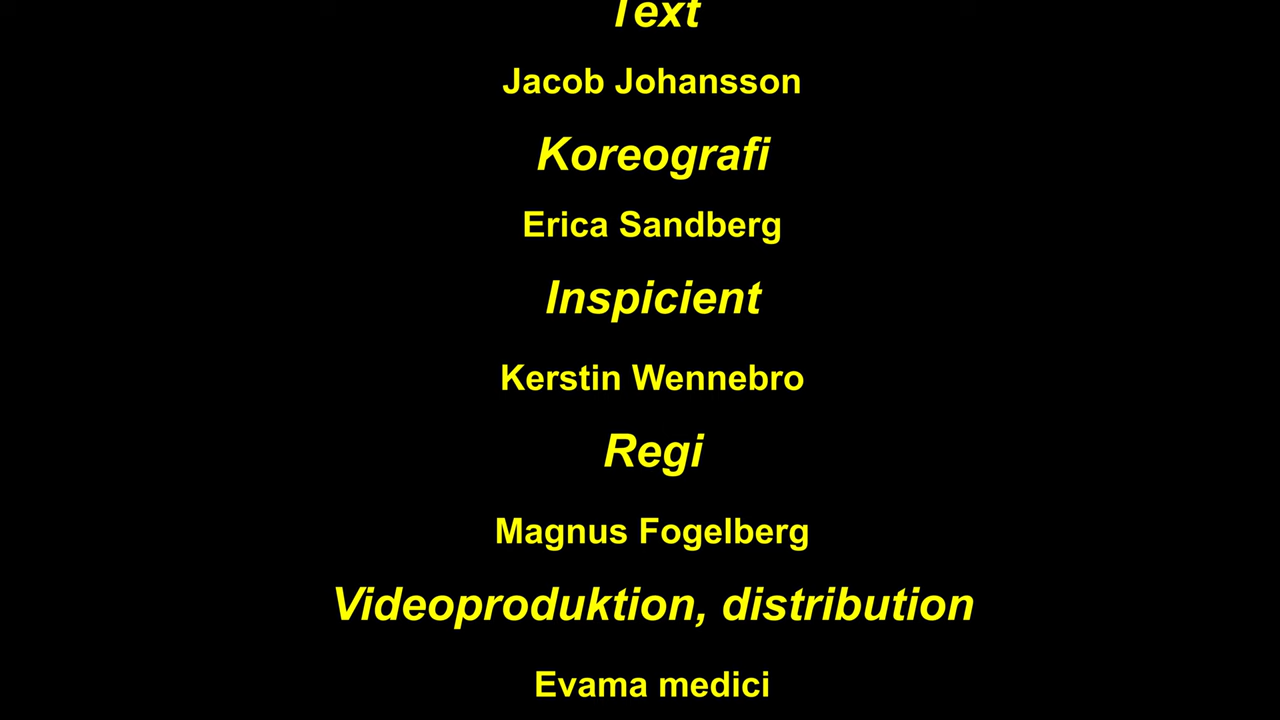 Text
Jacob Johansson
Koreografi
Erica Sandberg
Inspicient
Kerstin Wennebro
Regi
Magnus Fogelberg
Videoproduktion, distribution
Evama medici